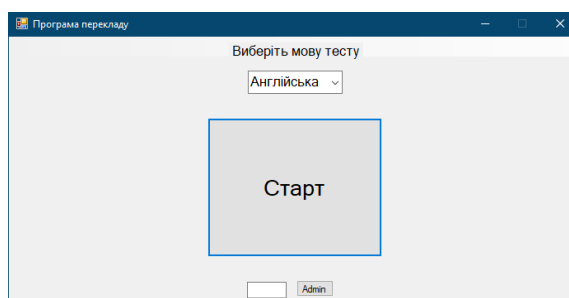 Програма перекладу
Виберіть мову тесту
Англійська
Старт
Admin